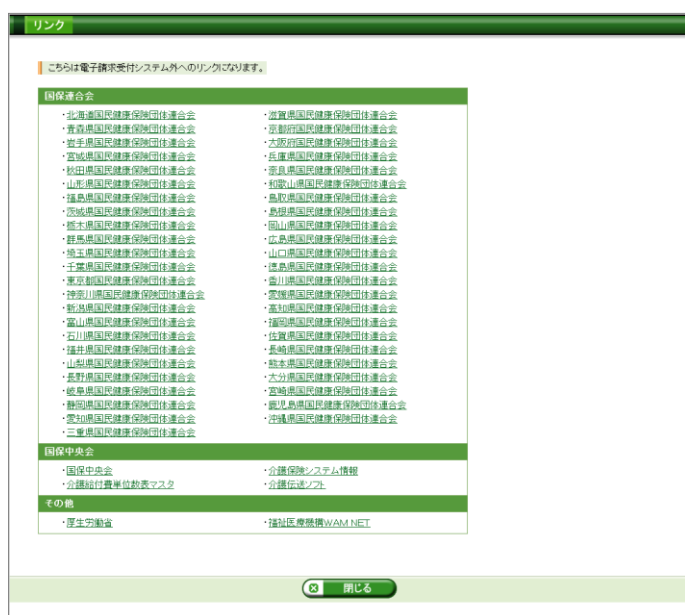 リンク
こちらは電子請求受付システム外へのリンクになります。
国保連合会
・北海道国民健康保険団体連合会
・青森県国民健康保険団体連合会
・岩手県国民健康保険団体連合会
・宮城県国民健康保険団体連合会
・秋田県国民健康保険団体連合会
・山形県国民健康保険団体連合会
・福島県国民健康保険団体連合会
・茨城県国民健康保険団体連合会
・栃木県国民健康保険団体連合会
・群馬県国民健康保険団体連合会
・埼玉県国民健康保険団体連合会
・千葉県国民健康保険団体連合会
・東京都国民健康保険団体連合会
・神奈川県国民健康保険団体連合会
・新潟県国民健康保険団体連合会
・富山県国民健康保険団体連合会
・石川県国民健康保険団体連合会
・福井県国民健康保険団体連合会
・山梨県国民健康保険団体連合会
・長野県国民健康保険団体連合会
・岐阜県国民健康保険団体連合会
・静岡県国民健康保険団体連合会
・愛知県国民健康保険団体連合会
・三重県国民健康保険団体連合会
・滋賀県国民健康保険団体連合会
・京都府国民健康保険団体連合会
・大阪府国民健康保険団体連合会
・兵庫県国民健康保険団体連合会
・奈良県国民健康保険団体連合会
・和歌山県国民健康保険団体連合会
・鳥取県国民健康保険団体連合会
・島根県国民健康保険団体連合会
・岡山県国民健康保険団体連合会
・広島県国民健康保険団体連合会
・山口県国民健康保険団体連合会
・徳島県国民健康保険団体連合会
・香川県国民健康保険団体連合会
・愛媛県国民健康保険団体連合会
・高知県国民健康保険団体連合会
・福岡県国民健康保険団体連合会
・佐賀県国民健康保険団体連合会
・長崎県国民健康保険団体連合会
・熊本県国民健康保険団体連合会
・大分県国民健康保険団体連合会
・宮崎県国民健康保険団体連合会
・鹿児島県国民健康保険団体連合会
・沖縄県国民健康保険団体連合会
国保中央会
・国保中央会
・介護給付費単位数表マスタ
・介護保険システム情報
・介護伝送ソフト
その他
・厚生労働省
・福祉医療機構WAM NET
閉じる